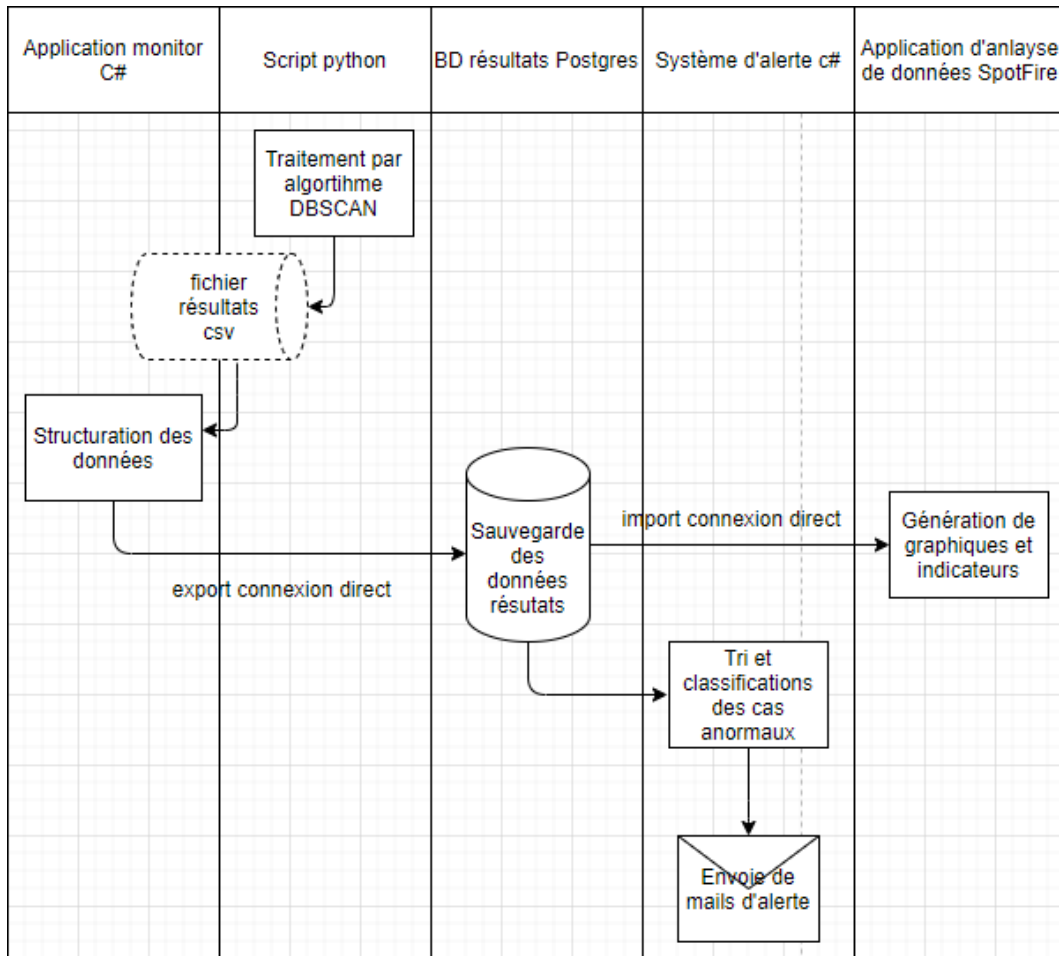 Application monitor
C#
Script python
BD résultats Postgres
Système d'alerte c#
Application d'anlayse
de données SpotFire
Traitement par
algortihme
DBSCAN
fichier
résultats
csv
Structuration des
données
export connexion direct
Sauvegarde
des
données
résutats
import connexion direct
Génération de
graphiques et
indicateurs
Tri et
classifications
des cas
anormaux
Envoie de
mails d'alerte